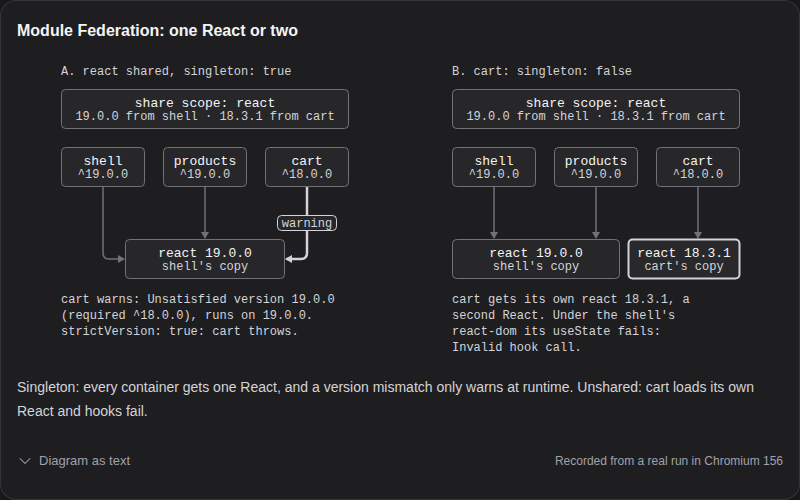 Module Federation: one React or two
A. react shared, singleton: true
share scope: react
19.0.0 from shell · 18.3.1 from cart
shell
^19.0.0
products
^19.0.0
cart
^18.0.0
warning
react 19.0.0
shell's copy
cart warns: Unsatisfied version 19.0.0
(required ^18.0.0), runs on 19.0.0.
strictVersion: true: cart throws.
B. cart: singleton: false
share scope: react
19.0.0 from shell · 18.3.1 from cart
shell
^19.0.0
products
^19.0.0
cart
^18.0.0
react 19.0.0
shell's copy
react 18.3.1
cart's copy
cart gets its own react 18.3.1, a
second React. Under the shell's
react-dom its useState fails:
Invalid hook call.
Singleton: every container gets one React, and a version mismatch only warns at runtime. Unshared: cart loads its own
React and hooks fail.
Diagram as text
Recorded from a real run in Chromium 156